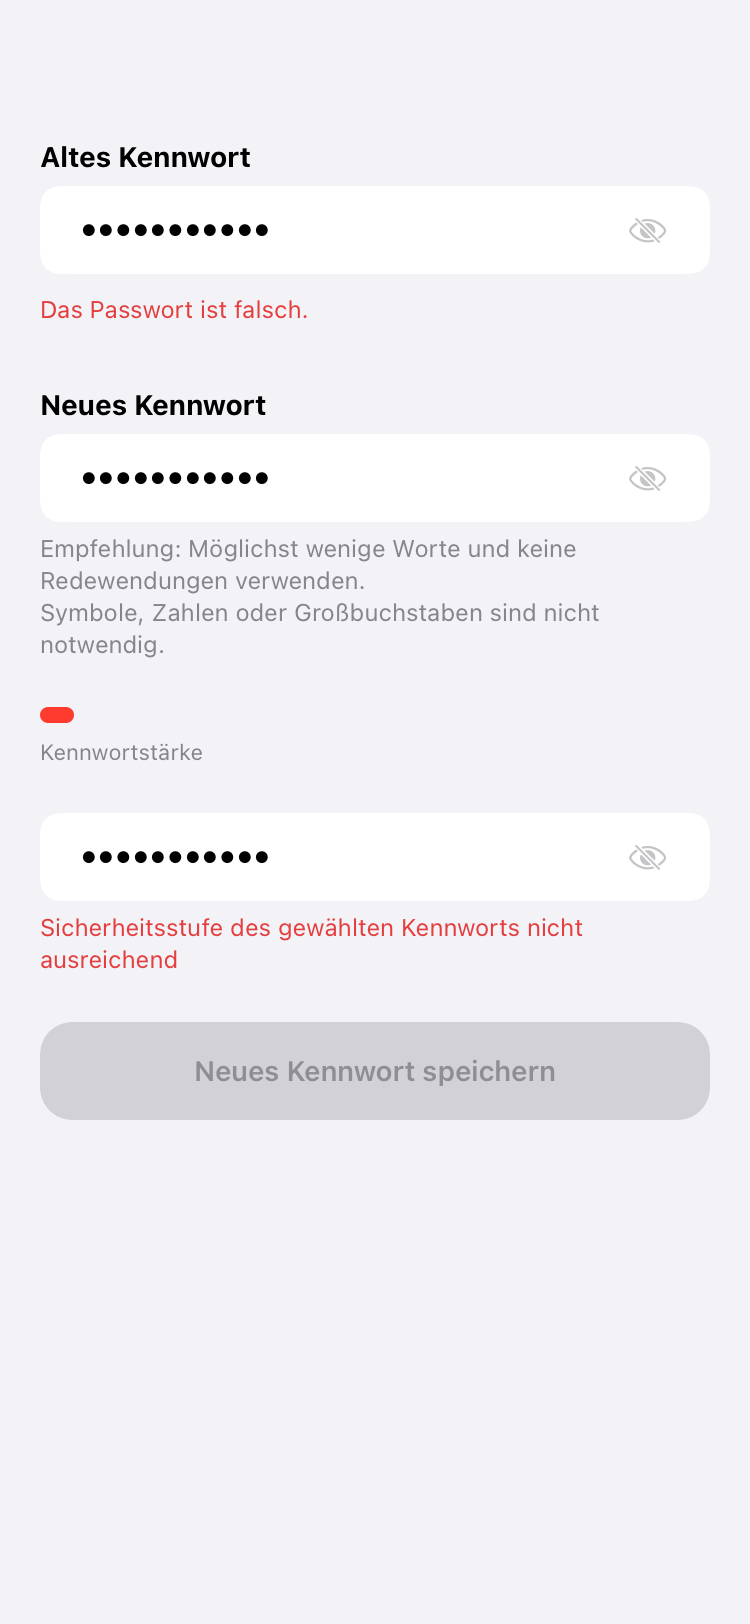 Altes Kennwort
•••••••••••
Das Passwort ist falsch.
Neues Kennwort
•••••••••••
Empfehlung: Möglichst wenige Worte und keine
Redewendungen verwenden.
Symbole, Zahlen oder Großbuchstaben sind nicht
notwendig.
Kennwortstärke
•••••••••••
Sicherheitsstufe des gewählten Kennworts nicht
ausreichend
Neues Kennwort speichern